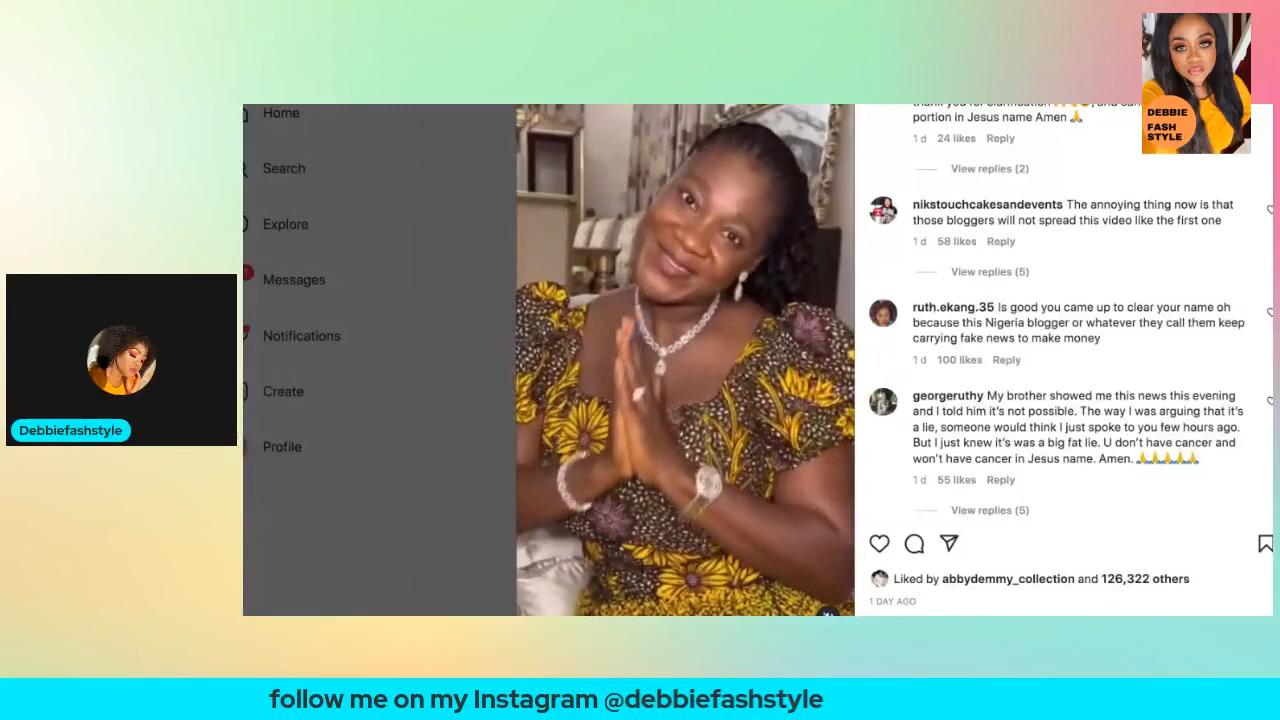 Home
Search
Explore
Messages
Notifications
Create
Profile
portion in Jesus name Amen 🙏
1 d 24 likes Reply
View replies (2)
nikstouchcakesandevents The annoying thing now is that
those bloggers will not spread this video like the first one
1 d 58 likes Reply
View replies (5)
ruth.ekang.35 Is good you came up to clear your name oh
because this Nigeria blogger or whatever they call them keep
carrying fake news to make money
1 d 100 likes Reply
georgeruthy My brother showed me this news this evening
and I told him it's not possible. The way I was arguing that it's
a lie, someone would think I just spoke to you few hours ago.
But I just knew it's was a big fat lie. U don't have cancer and
won't have cancer in Jesus name. Amen. 🙏🙏🙏🙏🙏
1 d 55 likes Reply
View replies (5)
Liked by abbydemmy_collection and 126,322 others
1 DAY AGO
DEBBIE
FASH
STYLE
Debbiefashstyle
follow me on my Instagram @debbiefashstyle